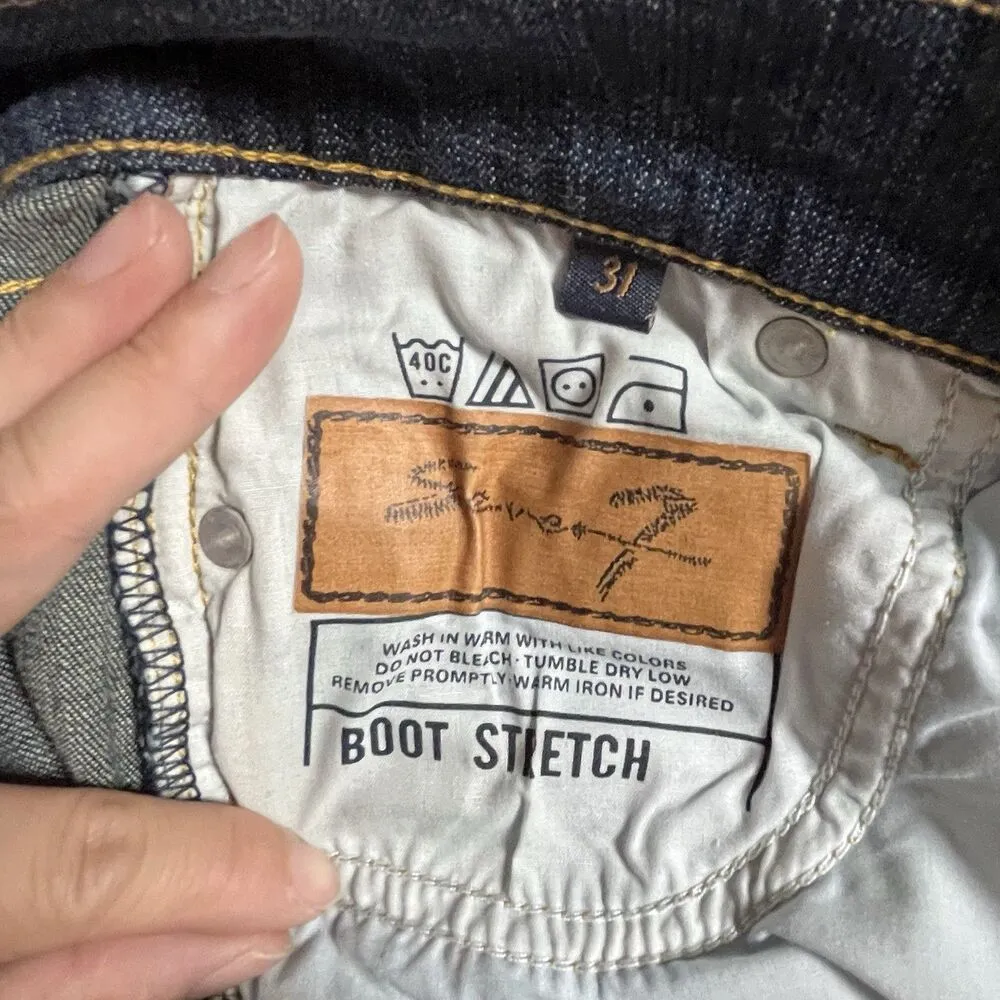 31
40C
Seven7
WASH IN WARM WITH LIKE COLORS
DO NOT BLEACH · TUMBLE DRY LOW
REMOVE PROMPTLY · WARM IRON IF DESIRED
BOOT STRETCH